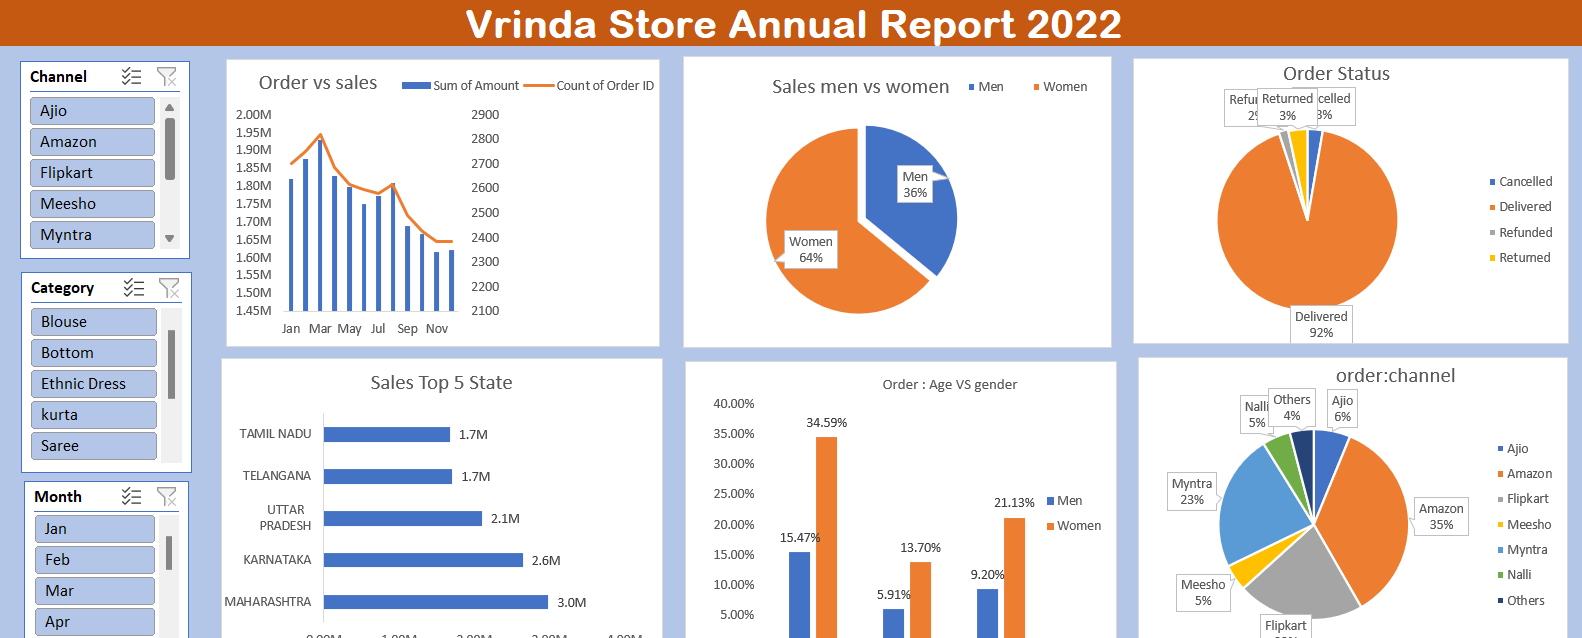 Vrinda Store Annual Report 2022
Channel
Ajio
Amazon
Flipkart
Meesho
Myntra
Category
Blouse
Bottom
Ethnic Dress
kurta
Saree
Month
Jan
Feb
Mar
Apr
Order vs sales
Sum of Amount
Count of Order ID
2.00M
1.95M
1.90M
1.85M
1.80M
1.75M
1.70M
1.65M
1.60M
1.55M
1.50M
1.45M
2900
2800
2700
2600
2500
2400
2300
2200
2100
Jan Mar May Jul Sep Nov
Sales men vs women
Men
Women
Men
36%
Women
64%
Order Status
Returned
3%
3%
Delivered
92%
Cancelled
Delivered
Refunded
Returned
Sales Top 5 State
TAMIL NADU
1.7M
TELANGANA
1.7M
UTTAR
PRADESH
2.1M
KARNATAKA
2.6M
MAHARASHTRA
3.0M
Order : Age VS gender
40.00%
35.00%
30.00%
25.00%
20.00%
15.00%
10.00%
5.00%
15.47%
34.59%
5.91%
13.70%
9.20%
21.13%
Men
Women
order:channel
Nalli
5%
Others
4%
Ajio
6%
Myntra
23%
Amazon
35%
Meesho
5%
Flipkart
Ajio
Amazon
Flipkart
Meesho
Myntra
Nalli
Others